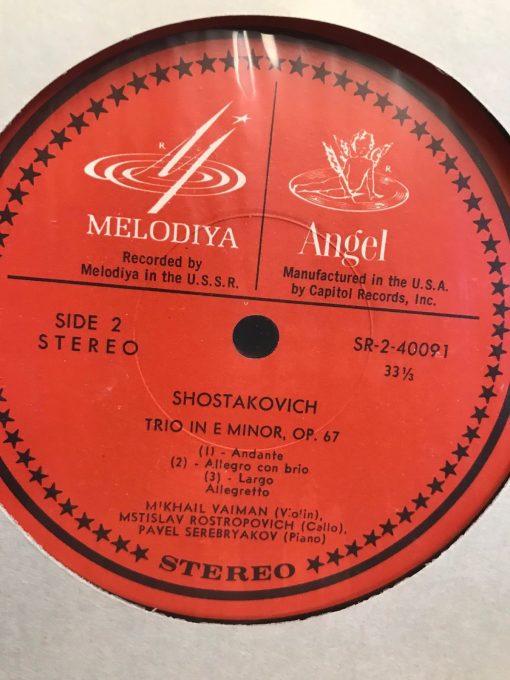 R
MELODIYA
Recorded by
Melodiya in the U.S.S.R.
R
Angel
Manufactured in the U.S.A.
by Capitol Records, Inc.
SIDE 2
STEREO
SR-2-40091
33⅓
SHOSTAKOVICH
TRIO IN E MINOR, OP. 67
(1) - Andante
(2) - Allegro con brio
(3) - Largo
Allegretto
MIKHAIL VAIMAN (Violin),
MSTISLAV ROSTROPOVICH (Cello),
PAVEL SEREBRYAKOV (Piano)
STEREO